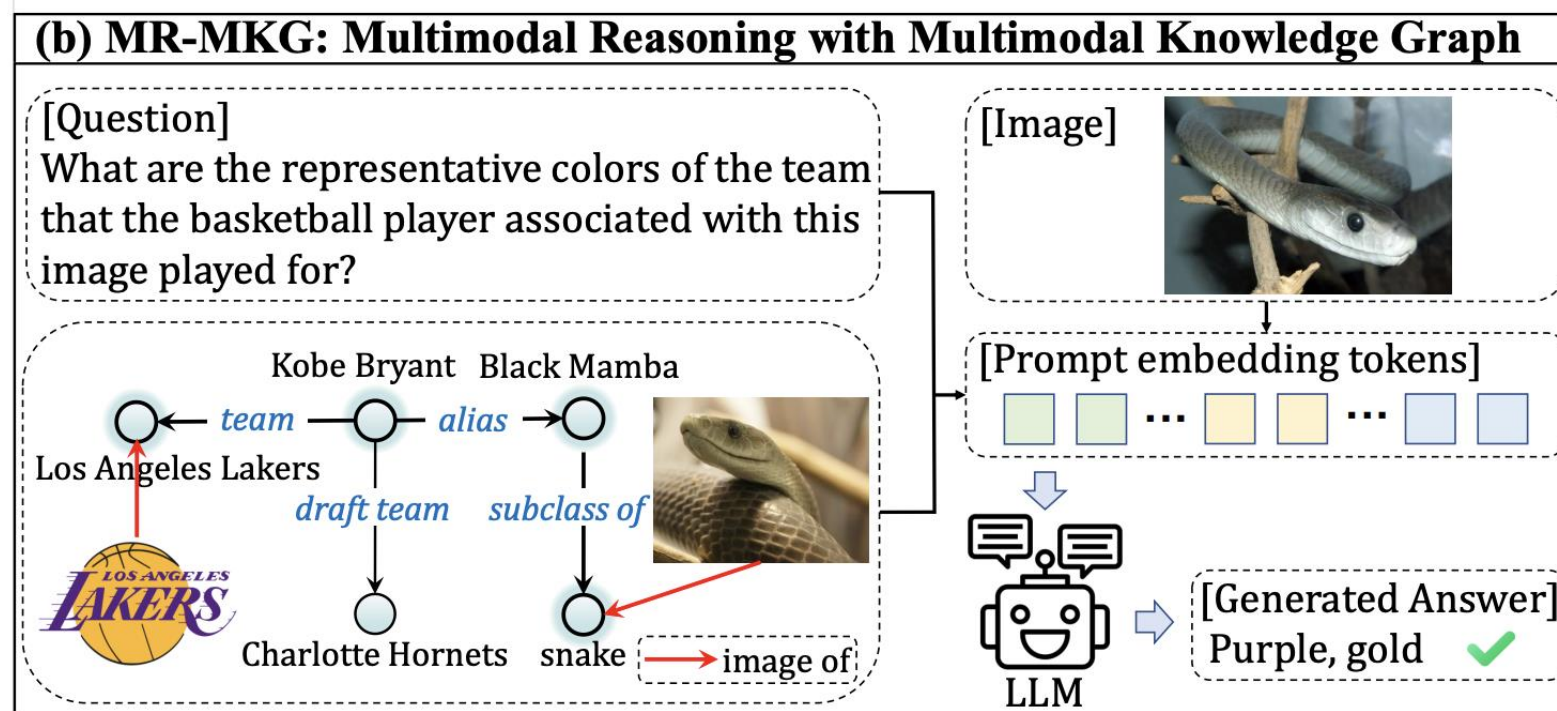 (b) MR-MKG: Multimodal Reasoning with Multimodal Knowledge Graph
[Question]
What are the representative colors of the team
that the basketball player associated with this
image played for?
[Image]
Kobe Bryant
Black Mamba
team
alias
Los Angeles Lakers
draft team
subclass of
LOS ANGELES
LAKERS
Charlotte Hornets
snake
image of
[Prompt embedding tokens]
...
...
LLM
[Generated Answer]
Purple, gold